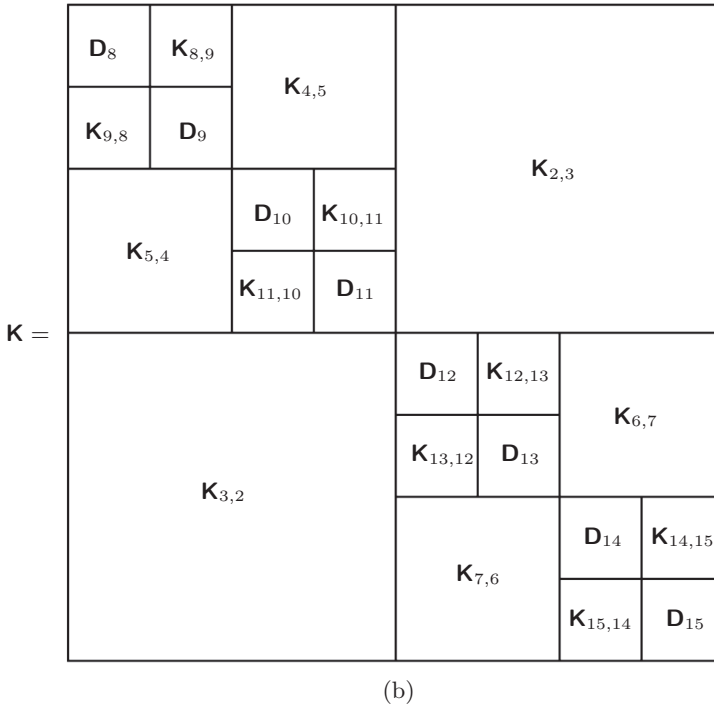 D₈ K₈,₉
K₄,₅
K₉,₈ D₉
K₂,₃
D₁₀ K₁₀,₁₁
K₅,₄
K₁₁,₁₀ D₁₁
K =
D₁₂ K₁₂,₁₃
K₆,₇
K₁₃,₁₂ D₁₃
K₃,₂
D₁₄ K₁₄,₁₅
K₇,₆
K₁₅,₁₄ D₁₅
(b)